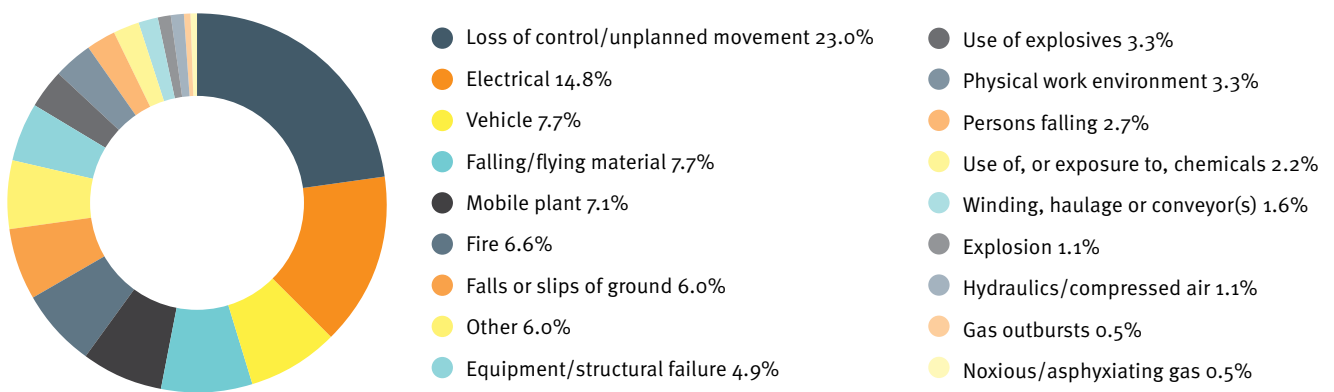 Loss of control/unplanned movement 23.0%
Electrical 14.8%
Vehicle 7.7%
Falling/flying material 7.7%
Mobile plant 7.1%
Fire 6.6%
Falls or slips of ground 6.0%
Other 6.0%
Equipment/structural failure 4.9%
Use of explosives 3.3%
Physical work environment 3.3%
Persons falling 2.7%
Use of, or exposure to, chemicals 2.2%
Winding, haulage or conveyor(s) 1.6%
Explosion 1.1%
Hydraulics/compressed air 1.1%
Gas outbursts 0.5%
Noxious/asphyxiating gas 0.5%